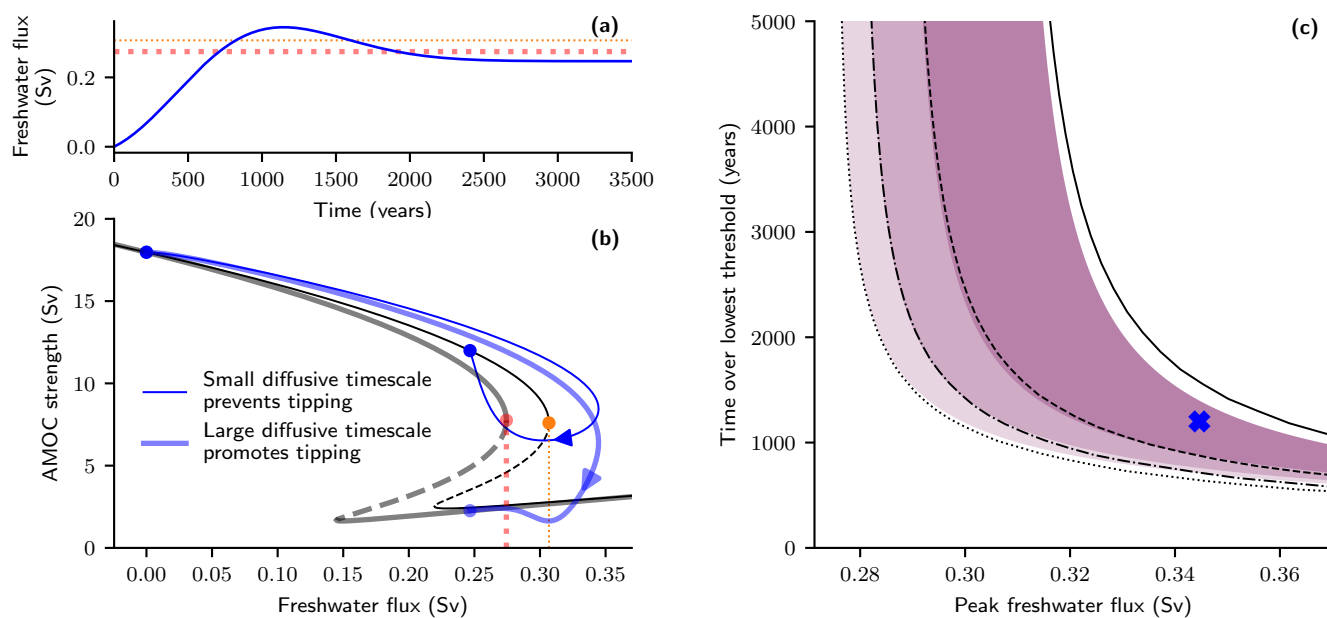 (a)
Freshwater flux
(Sv)
0.2
0.0
0 500 1000 1500 2000 2500 3000 3500
Time (years)
(b)
AMOC strength (Sv)
20
15
10
5
0
Small diffusive timescale
prevents tipping
Large diffusive timescale
promotes tipping
0.00 0.05 0.10 0.15 0.20 0.25 0.30 0.35
Freshwater flux (Sv)
(c)
Time over lowest threshold (years)
5000
4000
3000
2000
1000
0
0.28 0.30 0.32 0.34 0.36
Peak freshwater flux (Sv)